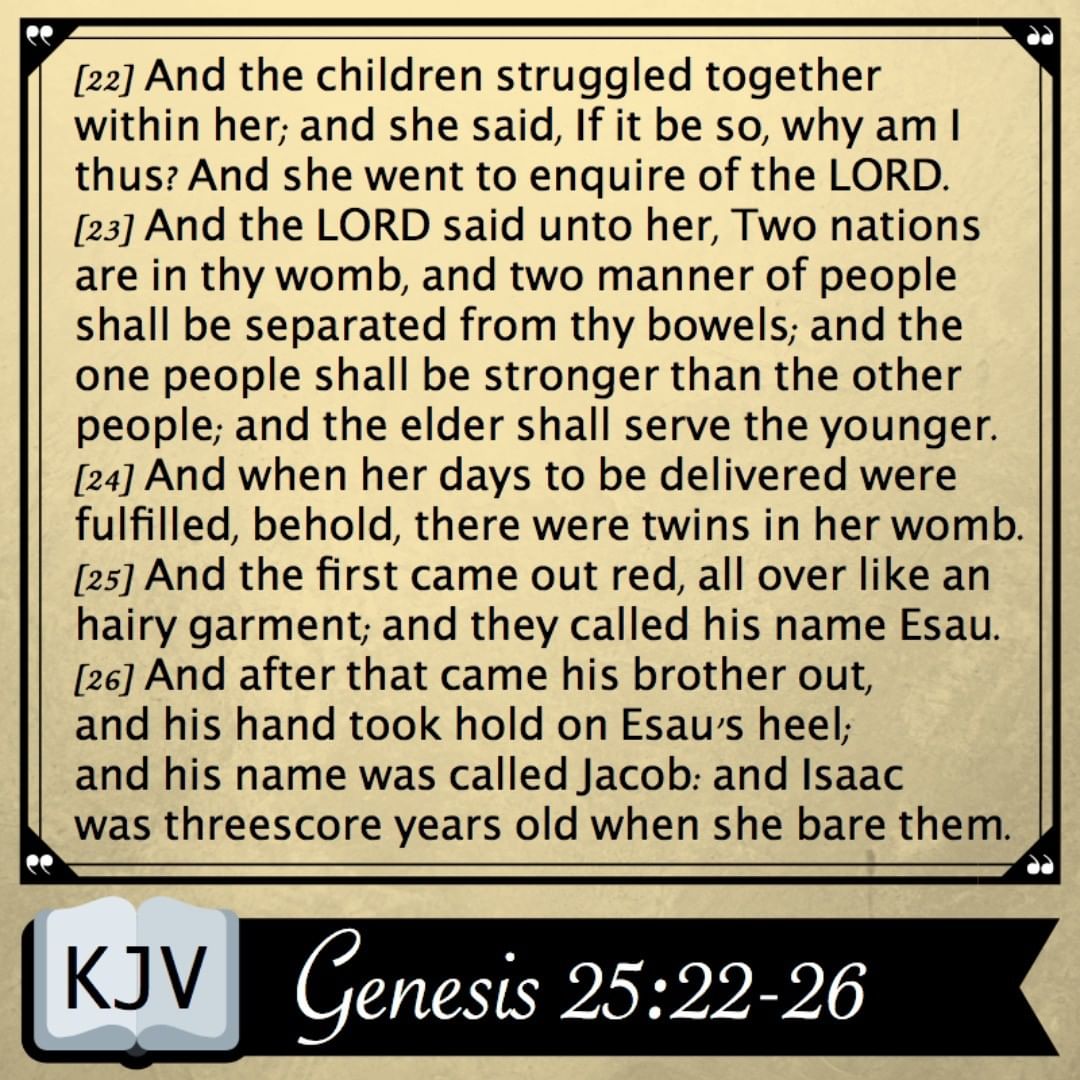 [22] And the children struggled together
within her; and she said, If it be so, why am I
thus? And she went to enquire of the LORD.
[23] And the LORD said unto her, Two nations
are in thy womb, and two manner of people
shall be separated from thy bowels; and the
one people shall be stronger than the other
people; and the elder shall serve the younger.
[24] And when her days to be delivered were
fulfilled, behold, there were twins in her womb.
[25] And the first came out red, all over like an
hairy garment; and they called his name Esau.
[26] And after that came his brother out,
and his hand took hold on Esau's heel;
and his name was called Jacob: and Isaac
was threescore years old when she bare them.
KJV
Genesis 25:22-26